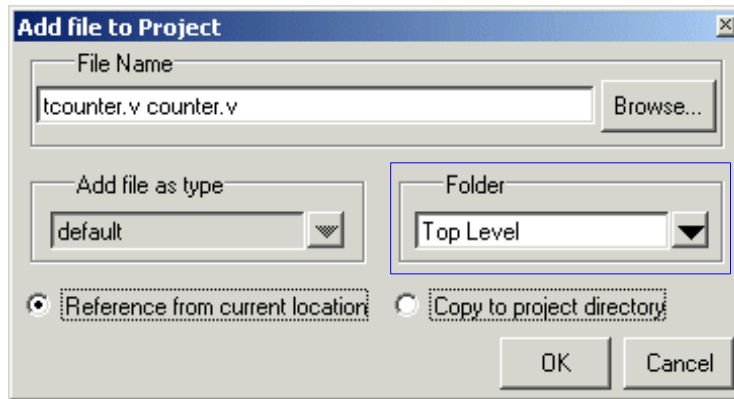 Add file to Project
File Name
tcounter.v counter.v
Browse...
Add file as type
Folder
default
Top Level
Reference from current location
Copy to project directory
OK
Cancel